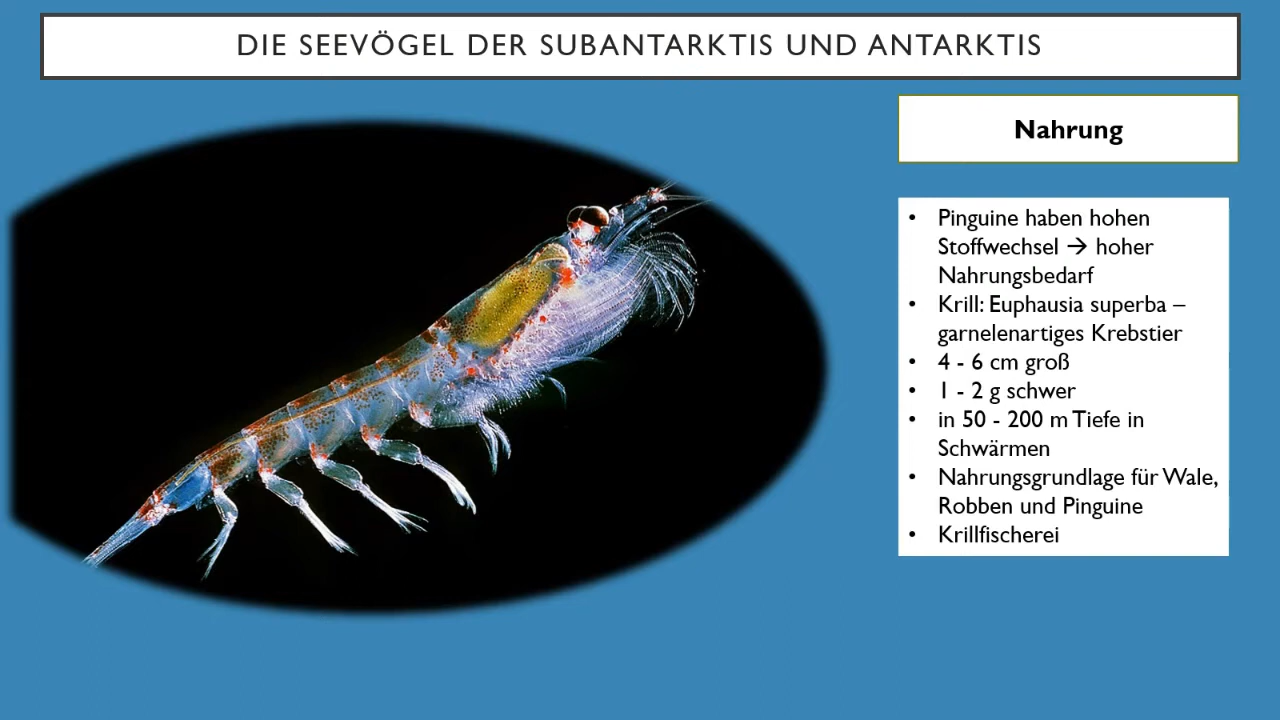 DIE SEEVÖGEL DER SUBANTARKTIS UND ANTARKTIS
Nahrung
• Pinguine haben hohen
Stoffwechsel → hoher
Nahrungsbedarf
• Krill: Euphausia superba –
garnelenartiges Krebstier
• 4 - 6 cm groß
• 1 - 2 g schwer
• in 50 - 200 m Tiefe in
Schwärmen
• Nahrungsgrundlage für Wale,
Robben und Pinguine
• Krillfischerei